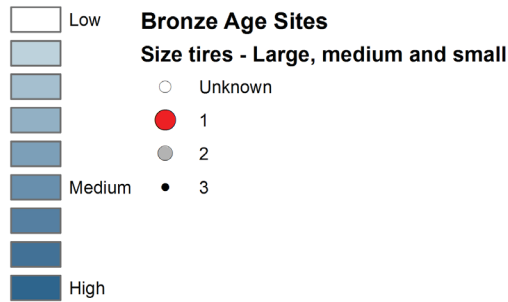 Low
Medium
High
Bronze Age Sites
Size tires - Large, medium and small
Unknown
1
2
3